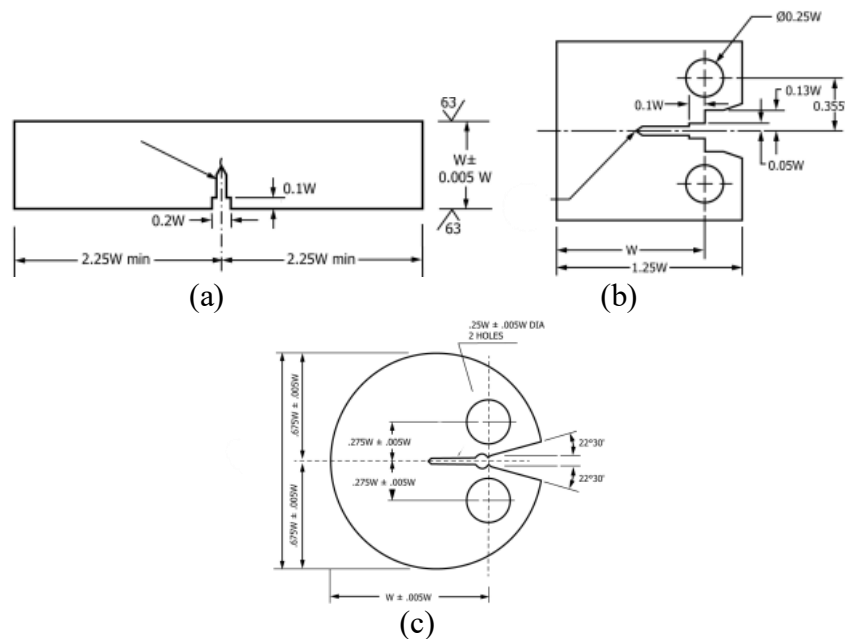 63
W±
0.005 W
0.1W
0.2W
63
2.25W min
2.25W min
(a)
Ø0.25W
0.1W
0.13W
0.355
0.05W
W
1.25W
(b)
.25W ± .005W DIA
2 HOLES
.675W ± .005W
.275W ± .005W
22°30'
.275W ± .005W
22°30'
.675W ± .005W
W ± .005W
(c)